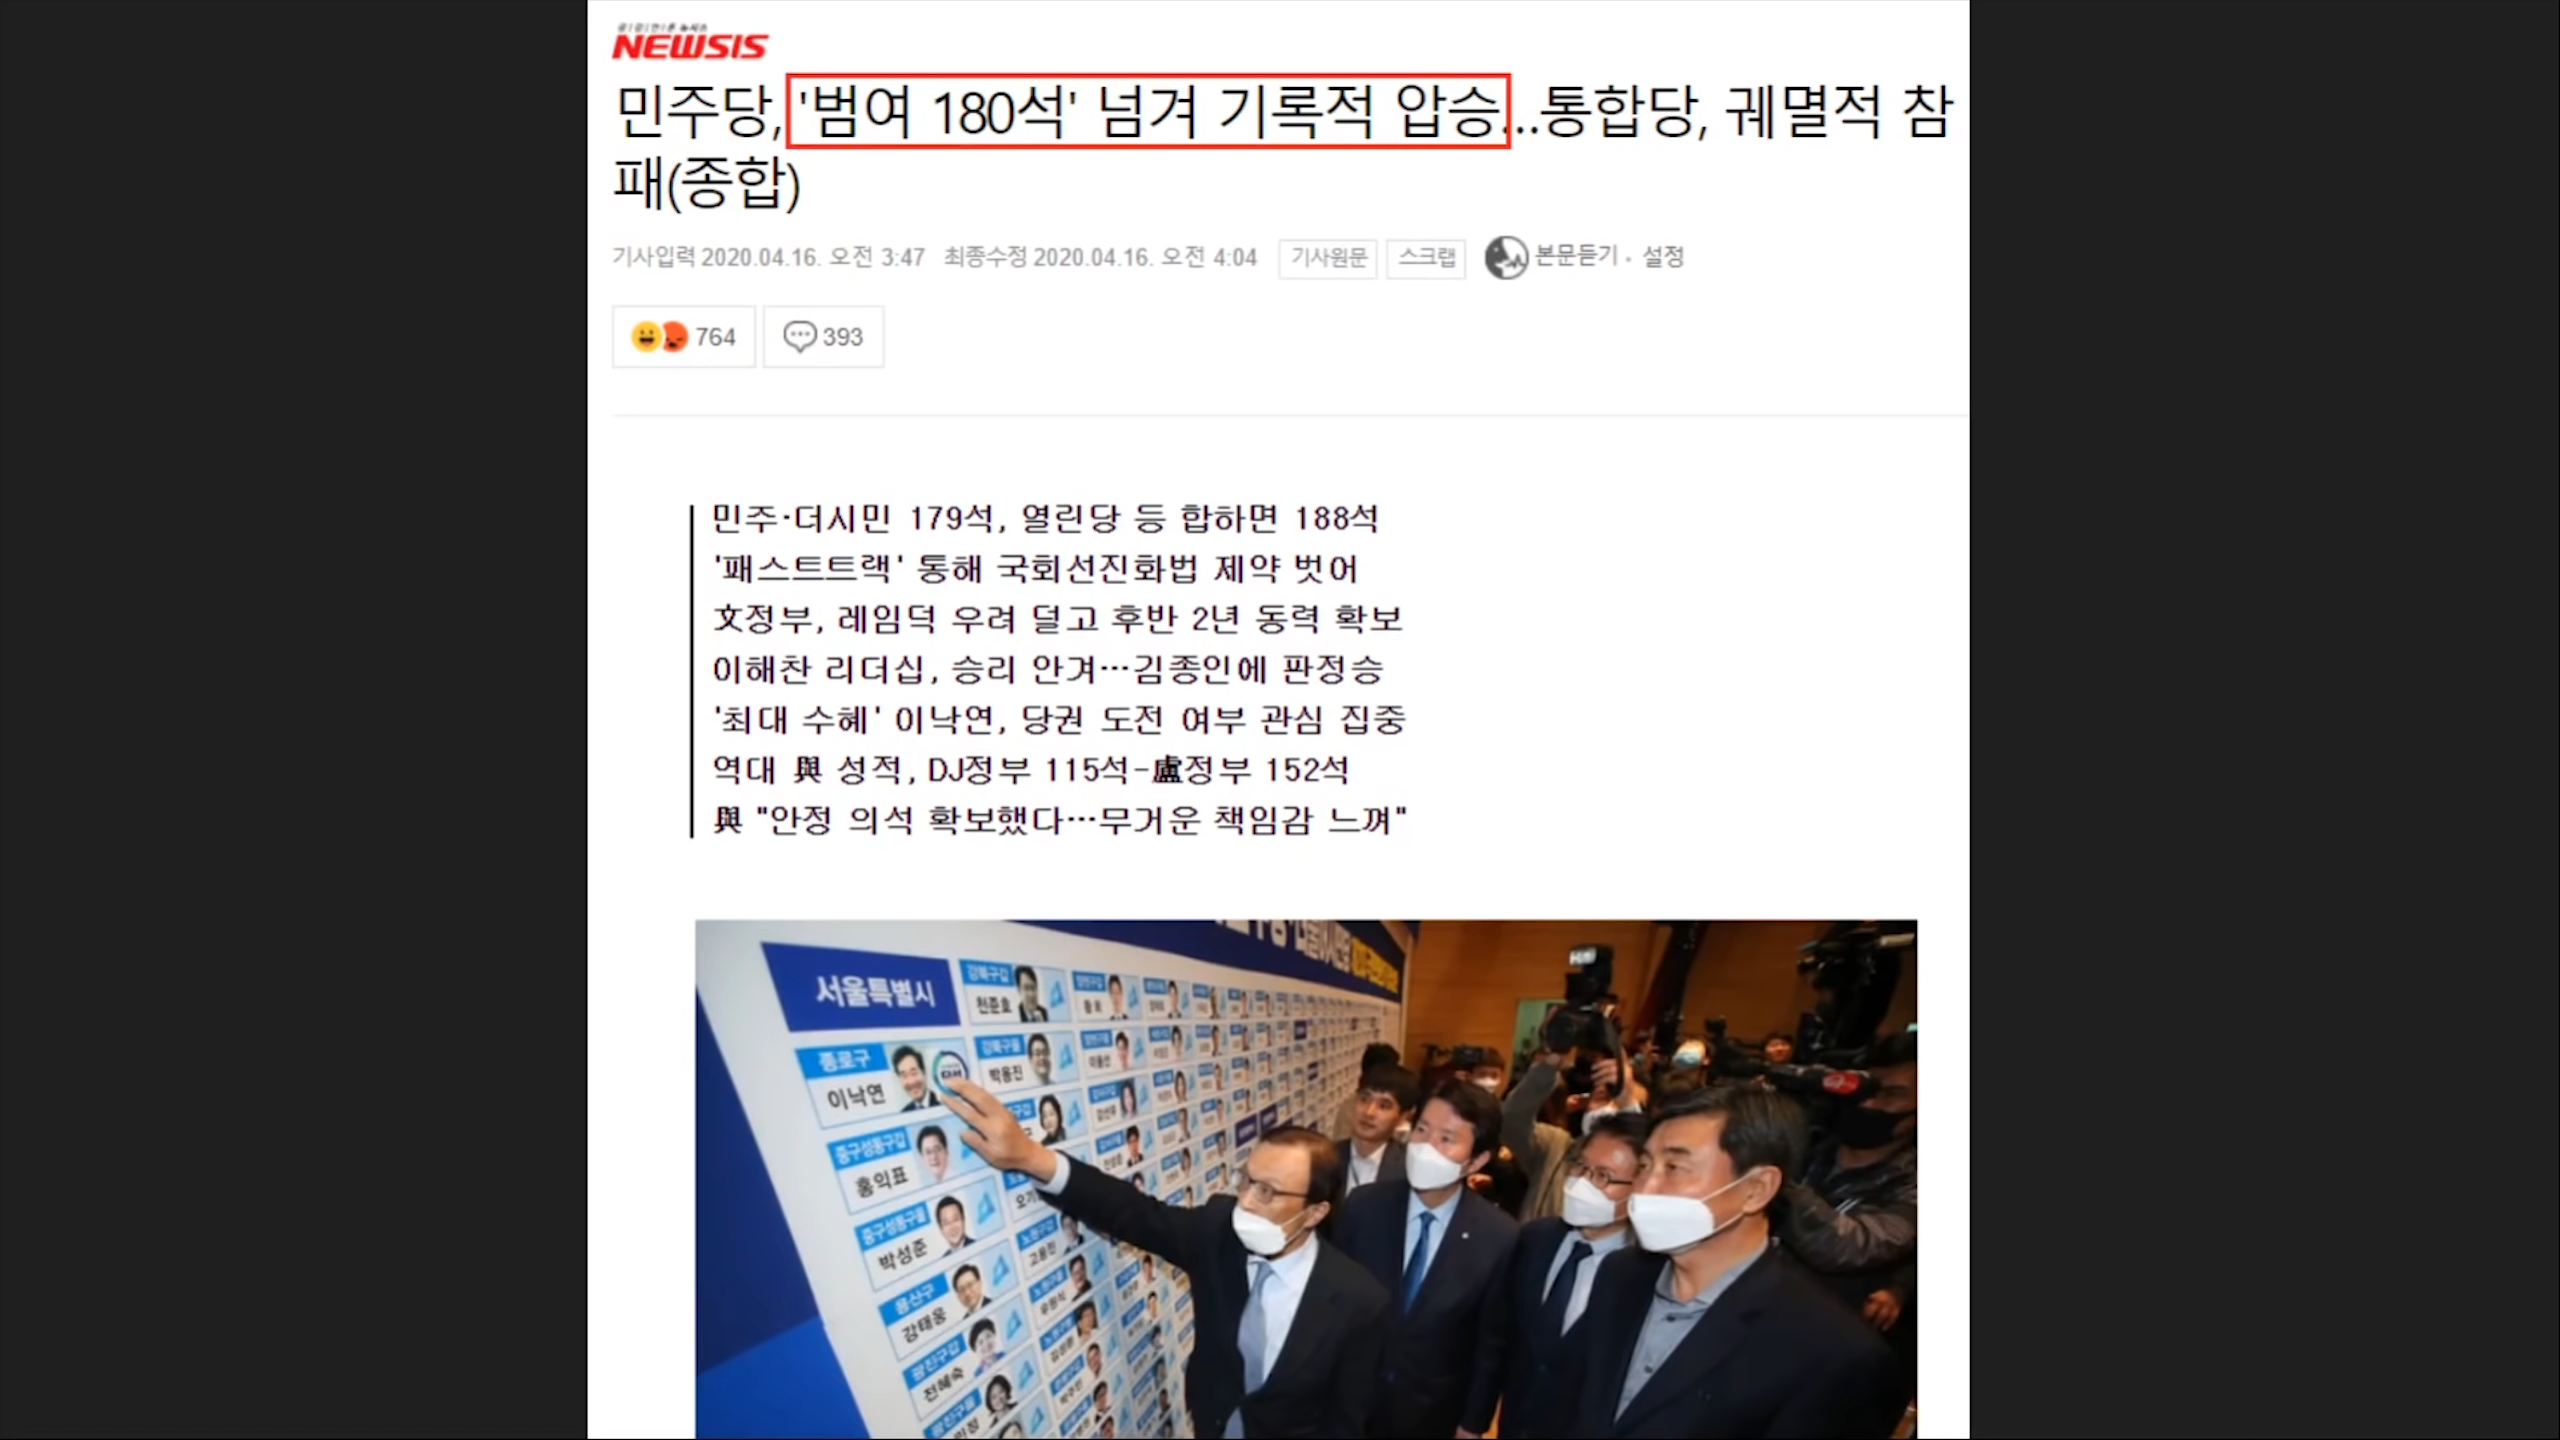 NEWSIS
민주당, '범여 180석' 넘겨 기록적 압승...통합당, 궤멸적 참
패(종합)
기사입력 2020.04.16. 오전 3:47 최종수정 2020.04.16. 오전 4:04 기사원문 스크랩 본문듣기 · 설정
764 393
민주·더시민 179석, 열린당 등 합하면 188석
'패스트트랙' 통해 국회선진화법 제약 벗어
文정부, 레임덕 우려 덜고 후반 2년 동력 확보
이해찬 리더십, 승리 안겨…김종인에 판정승
'최대 수혜' 이낙연, 당권 도전 여부 관심 집중
역대 與 성적, DJ정부 115석-盧정부 152석
與 "안정 의석 확보했다…무거운 책임감 느껴"
서울특별시
강북구갑
천준호
종로구
이낙연
강북구을
박용진
중구성동구갑
홍익표
중구성동구을
박성준
용산구
강태웅
광진구갑
전혜숙